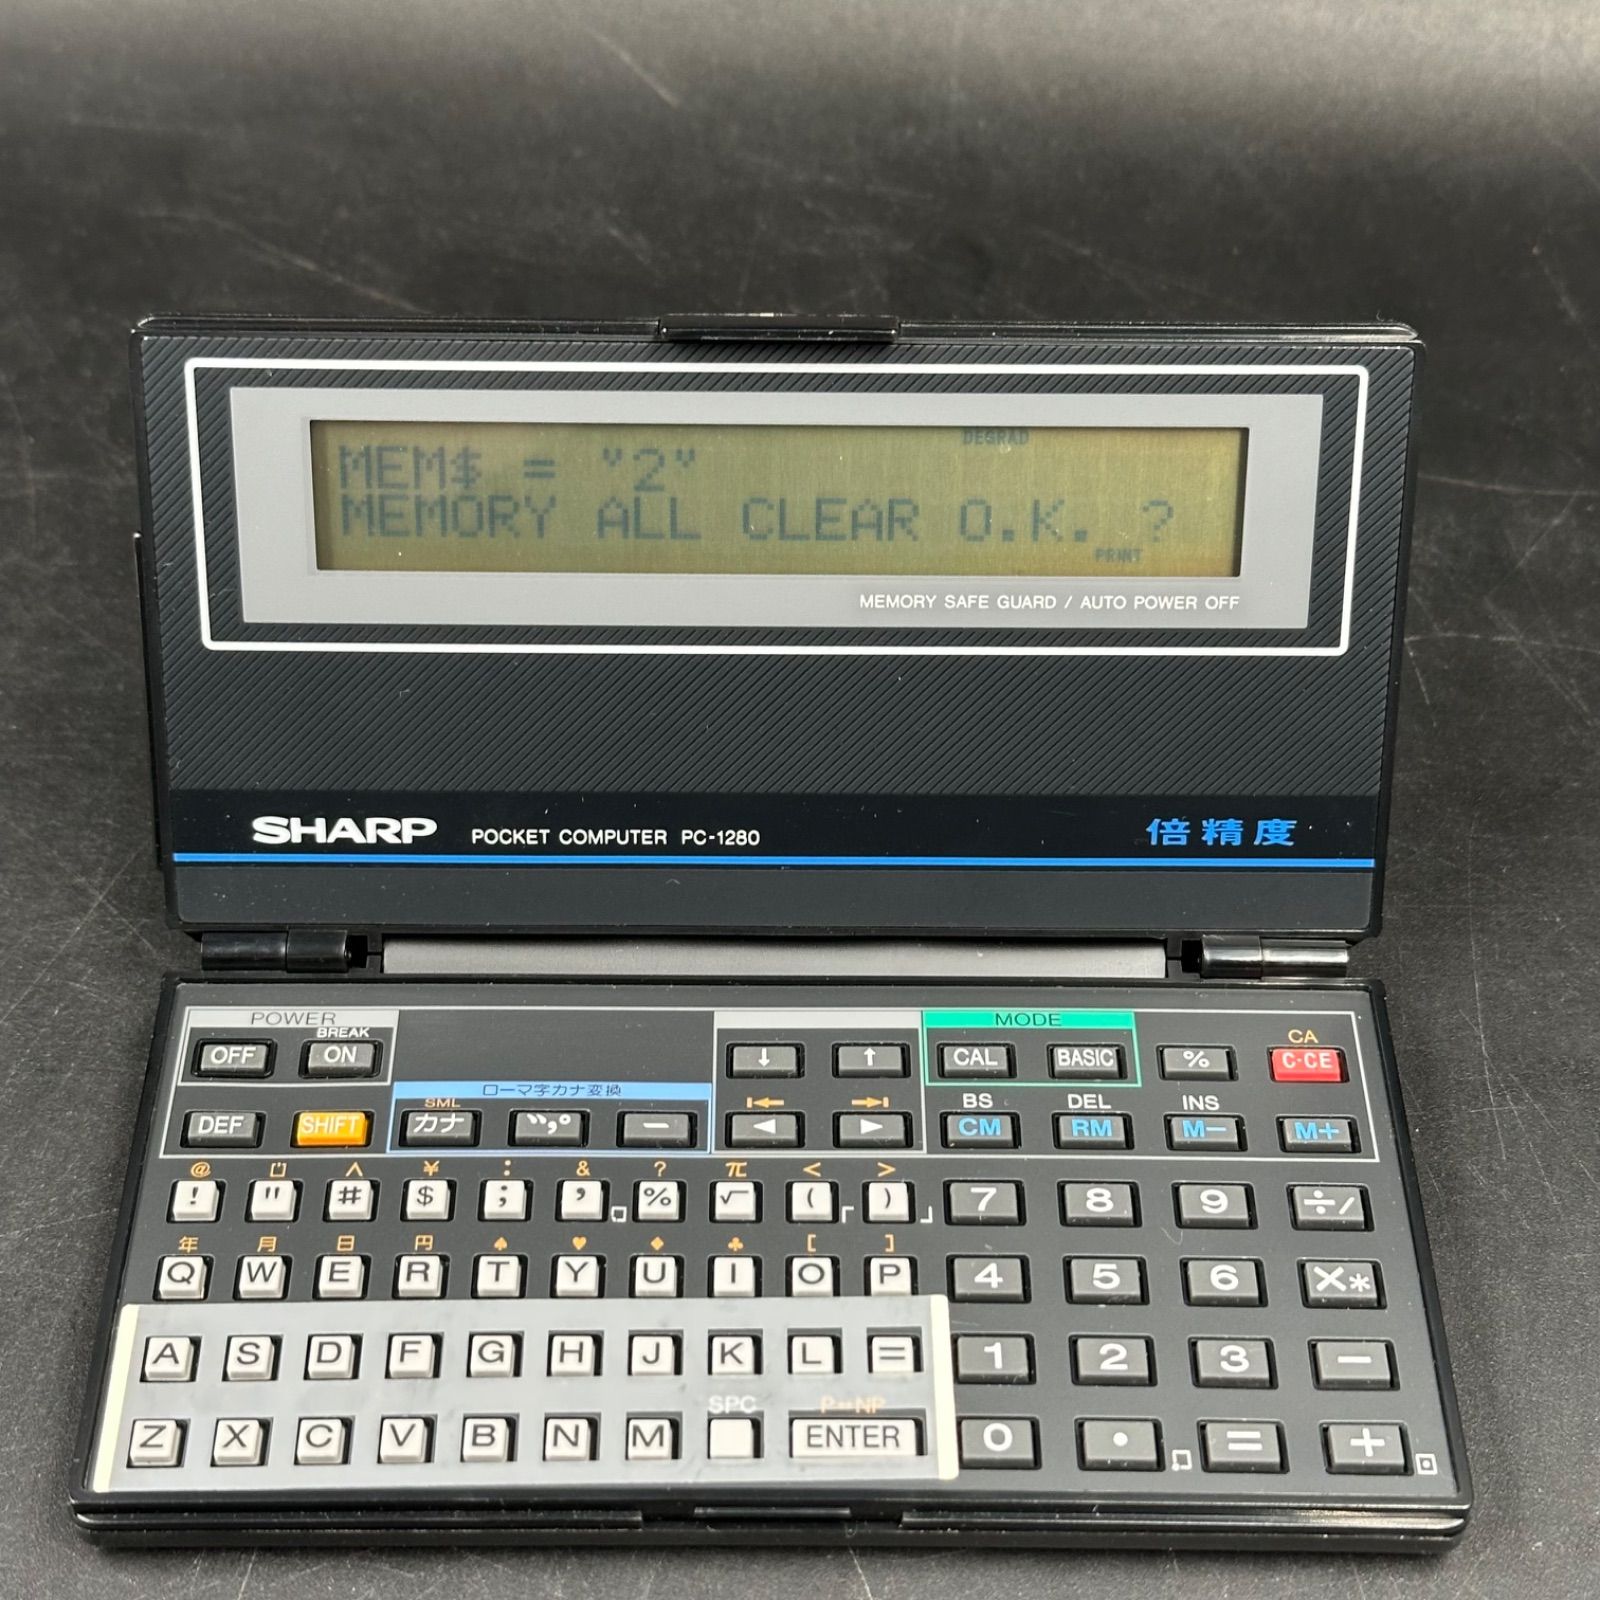 DEGRAD
MEM$ = "2"
MEMORY ALL CLEAR O.K. ?
PRINT
MEMORY SAFE GUARD / AUTO POWER OFF
SHARP POCKET COMPUTER PC-1280 倍精度
POWER MODE
BREAK CA
OFF ON ↓ ↑ CAL BASIC % C·CE
ローマ字カナ変換
SML BS DEL INS
DEF SHIFT カナ ",° — ◀ ▶ CM RM M− M+
@ ¥ : & ? π < >
! " # $ ; , % √ ( ) 7 8 9 ÷/
年 月 日 円 ♠ ♥ ♦ ♣ [ ]
Q W E R T Y U I O P 4 5 6 ×*
A S D F G H J K L = 1 2 3 −
SPC P↔NP
Z X C V B N M ENTER 0 • = +